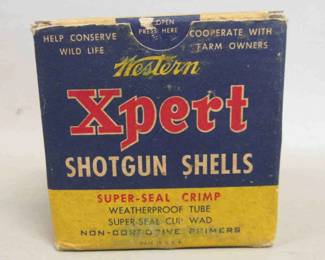 OPEN
PRESS HERE
HELP CONSERVE
WILD LIFE
COOPERATE WITH
FARM OWNERS
Western
Xpert
SHOTGUN SHELLS
SUPER-SEAL CRIMP
WEATHERPROOF TUBE
SUPER-SEAL CUP WAD
NON-CORROSIVE PRIMERS